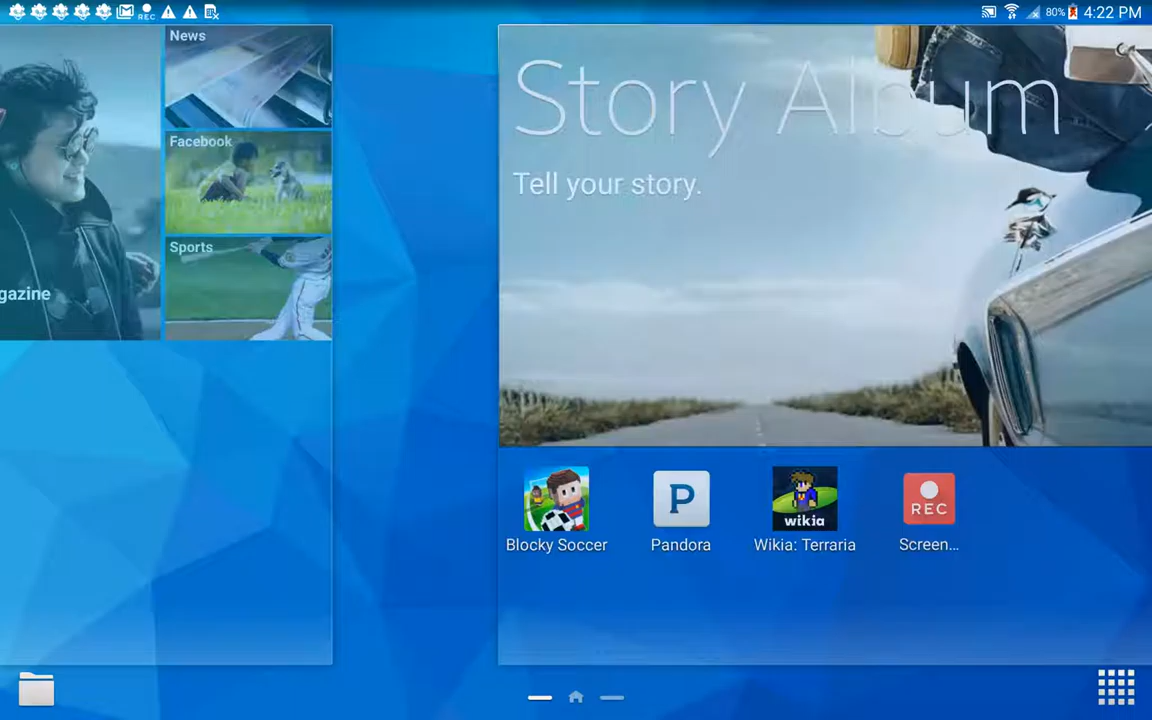 REC
80%
4:22 PM
News
Facebook
Sports
gazine
Story Album
Tell your story.
P
wikia
REC
Blocky Soccer
Pandora
Wikia: Terraria
Screen...